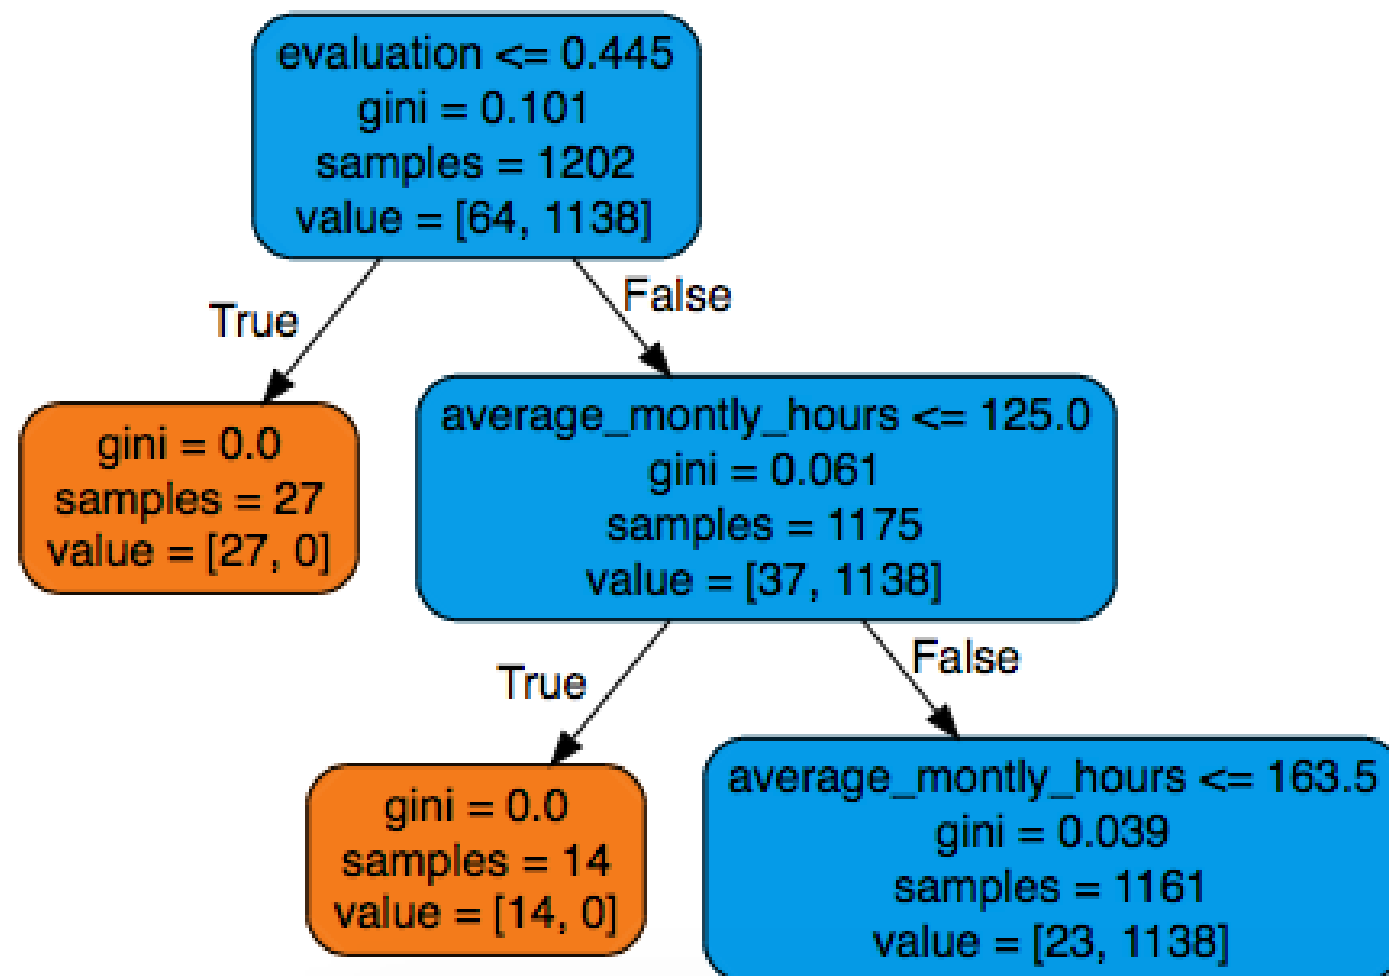 evaluation <= 0.445
gini = 0.101
samples = 1202
value = [64, 1138]
True
False
gini = 0.0
samples = 27
value = [27, 0]
average_montly_hours <= 125.0
gini = 0.061
samples = 1175
value = [37, 1138]
True
False
gini = 0.0
samples = 14
value = [14, 0]
average_montly_hours <= 163.5
gini = 0.039
samples = 1161
value = [23, 1138]